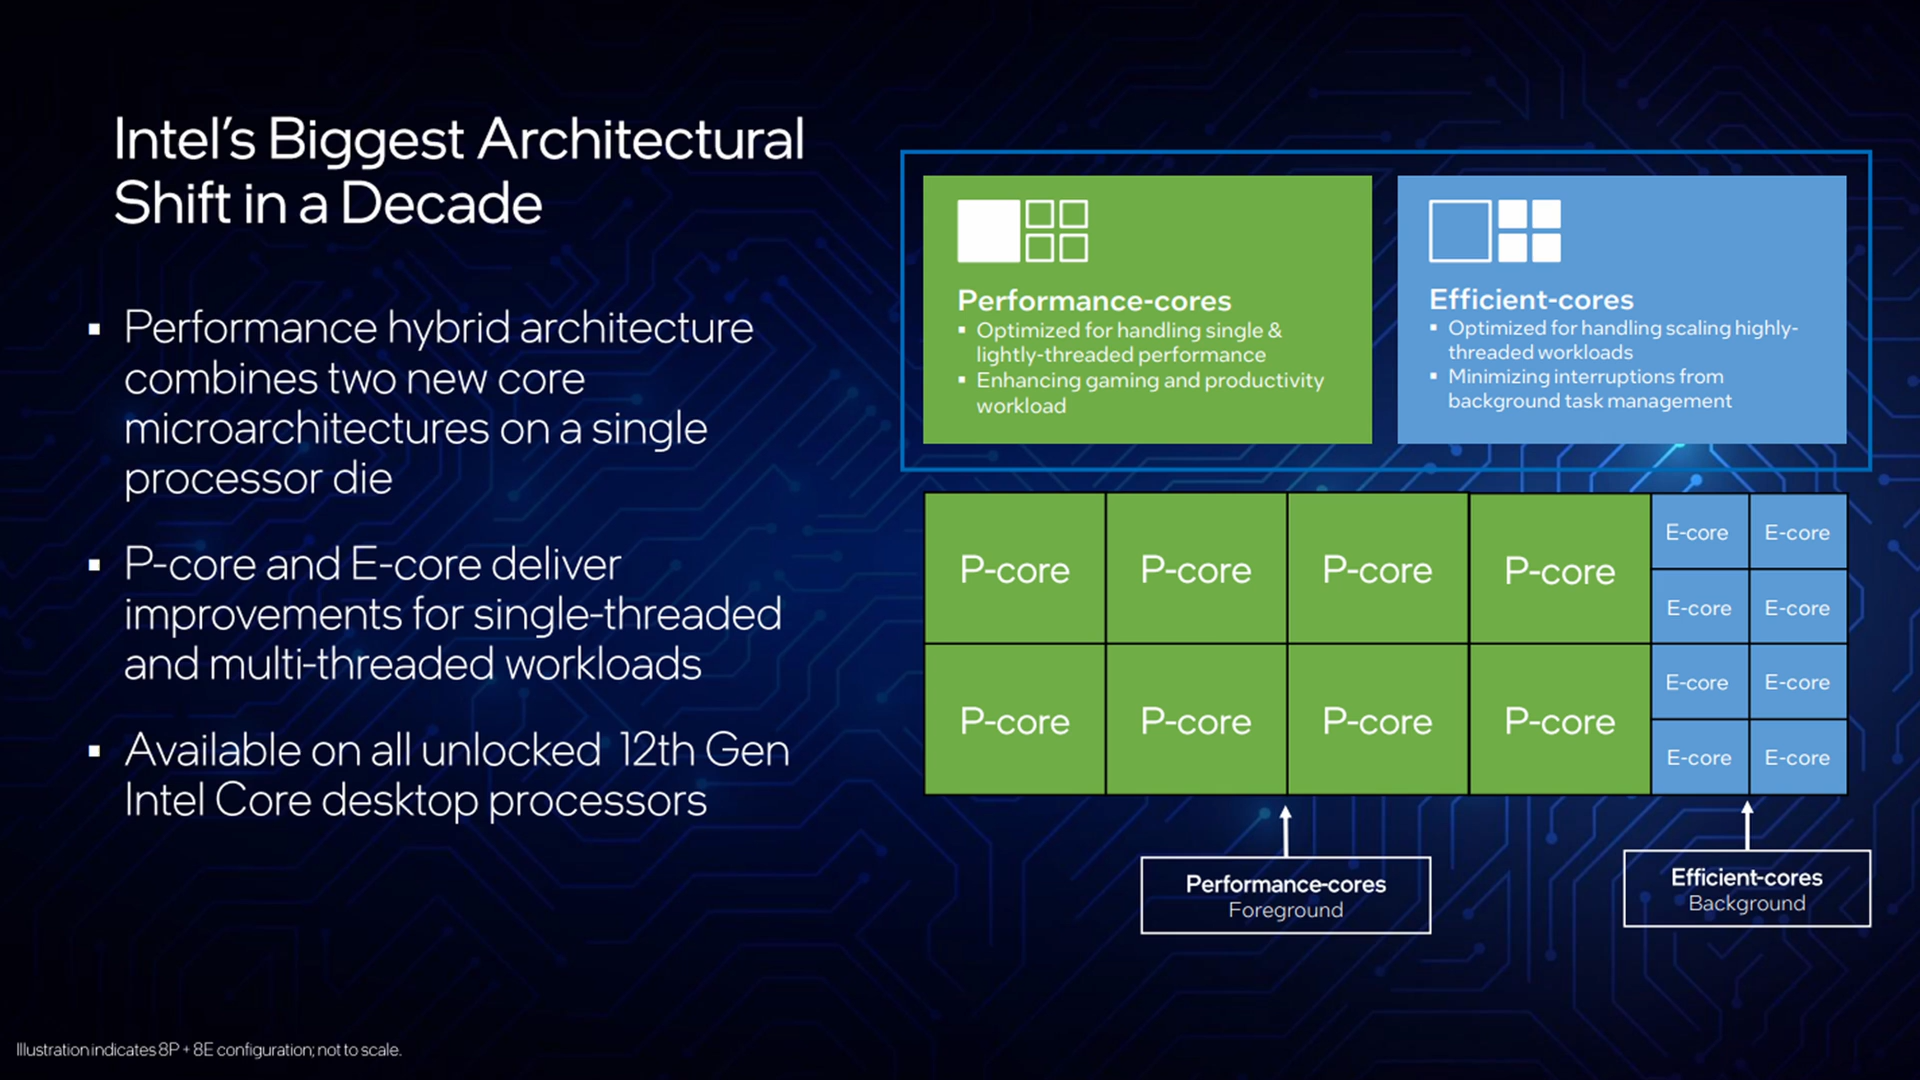 Intel's Biggest Architectural
Shift in a Decade
▪ Performance hybrid architecture
combines two new core
microarchitectures on a single
processor die
▪ P-core and E-core deliver
improvements for single-threaded
and multi-threaded workloads
▪ Available on all unlocked 12th Gen
Intel Core desktop processors
Performance-cores
▪ Optimized for handling single &
lightly-threaded performance
▪ Enhancing gaming and productivity
workload
Efficient-cores
▪ Optimized for handling scaling highly-
threaded workloads
▪ Minimizing interruptions from
background task management
P-core P-core P-core P-core E-core E-core
E-core E-core
P-core P-core P-core P-core E-core E-core
E-core E-core
Performance-cores
Foreground
Efficient-cores
Background
Illustration indicates 8P + 8E configuration; not to scale.